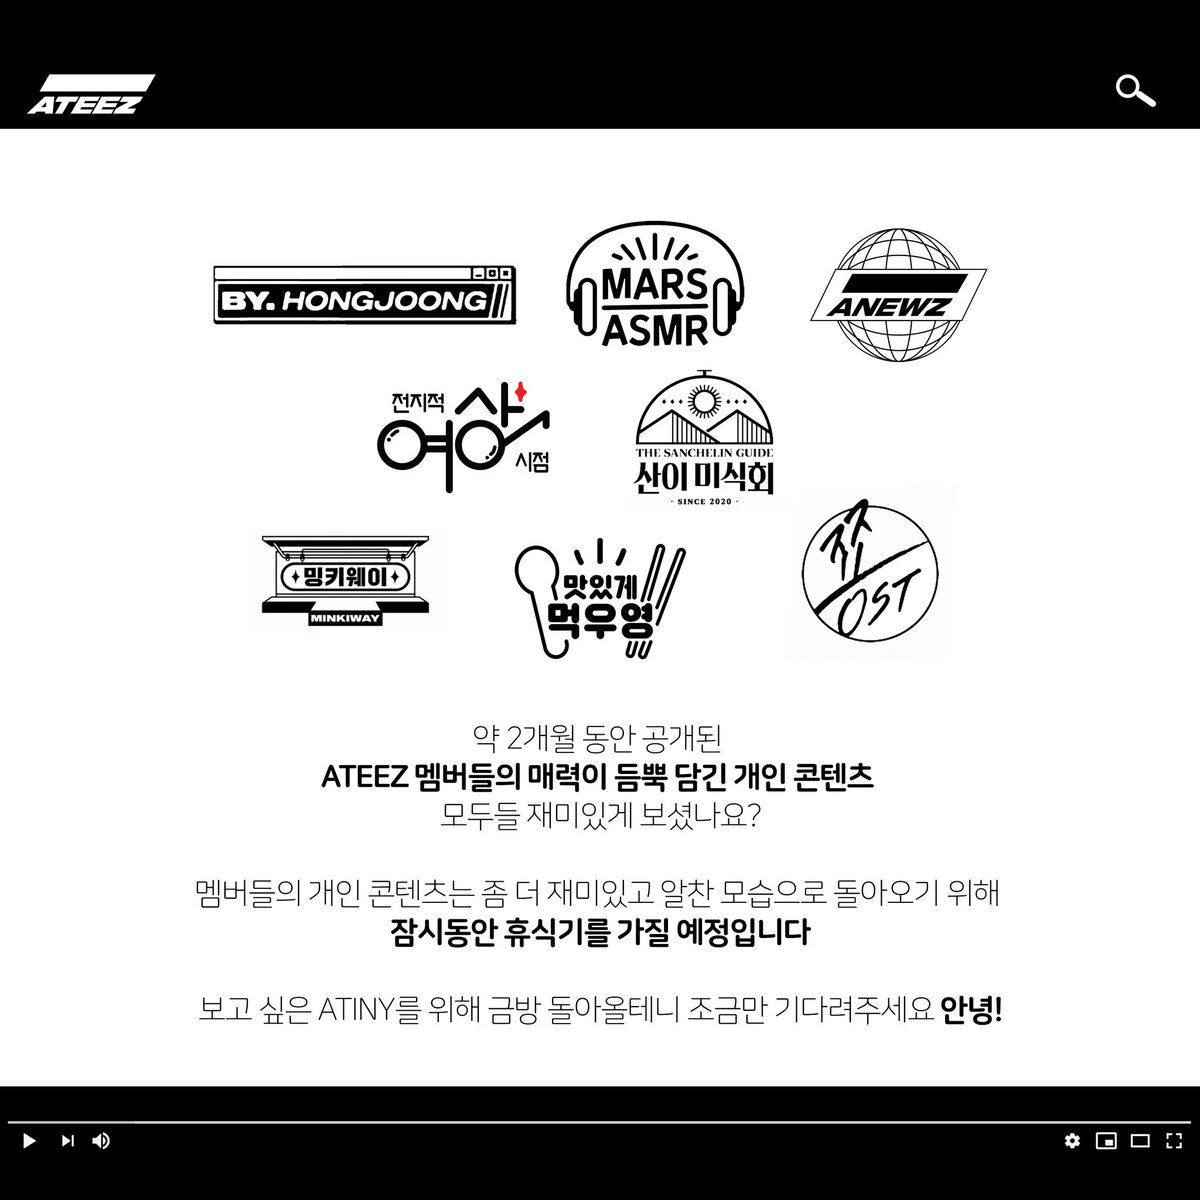 ATEEZ
BY. HONGJOONG
MARS
ASMR
ANEWZ
전지적
여상
시점
THE SANCHELIN GUIDE
산이 미식회
· SINCE 2020 ·
밍키웨이
MINKIWAY
맛있게
먹우영
쭁
OST
약 2개월 동안 공개된
ATEEZ 멤버들의 매력이 듬뿍 담긴 개인 콘텐츠
모두들 재미있게 보셨나요?
멤버들의 개인 콘텐츠는 좀 더 재미있고 알찬 모습으로 돌아오기 위해
잠시동안 휴식기를 가질 예정입니다
보고 싶은 ATINY를 위해 금방 돌아올테니 조금만 기다려주세요 안녕!